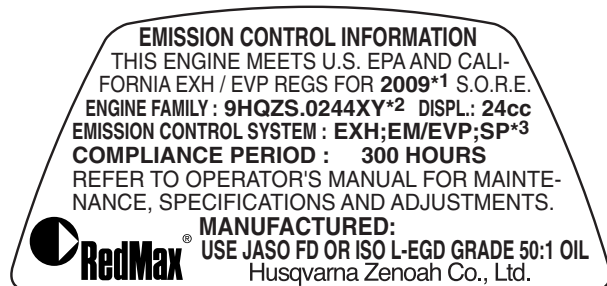 EMISSION CONTROL INFORMATION
THIS ENGINE MEETS U.S. EPA AND CALI-
FORNIA EXH / EVP REGS FOR 2009*1 S.O.R.E.
ENGINE FAMILY : 9HQZS.0244XY*2 DISPL.: 24cc
EMISSION CONTROL SYSTEM : EXH;EM/EVP;SP*3
COMPLIANCE PERIOD : 300 HOURS
REFER TO OPERATOR'S MANUAL FOR MAINTE-
NANCE, SPECIFICATIONS AND ADJUSTMENTS.
MANUFACTURED:
RedMax® USE JASO FD OR ISO L-EGD GRADE 50:1 OIL
Husqvarna Zenoah Co., Ltd.